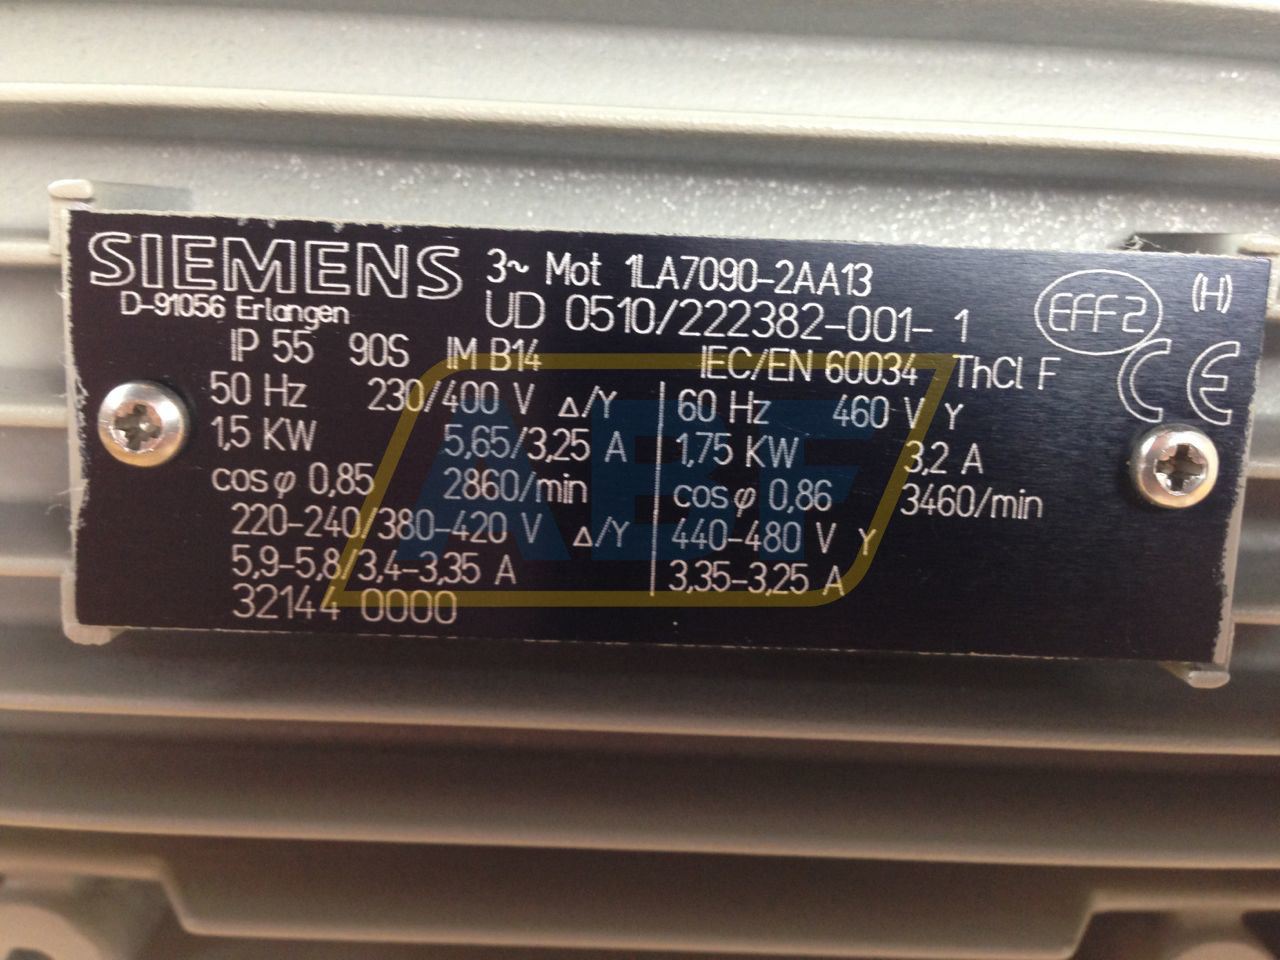 SIEMENS 3~ Mot 1LA7090-2AA13
D-91056 Erlangen UD 0510/222382-001- 1
EFF2 (H)
IP 55 90S IM B14 IEC/EN 60034 ThCl F
CE
50 Hz 230/400 V Δ/Y
1,5 KW 5,65/3,25 A
cos φ 0,85 2860/min
220-240/380-420 V Δ/Y
5,9-5,8/3,4-3,35 A
32144 0000
60 Hz 460 V Y
1,75 KW 3,2 A
cos φ 0,86 3460/min
440-480 V Y
3,35-3,25 A
ABF